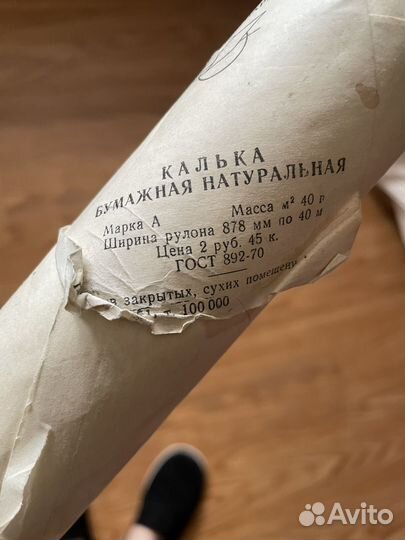 КАЛЬКА
БУМАЖНАЯ НАТУРАЛЬНАЯ
Марка А Масса м² 40 г
Ширина рулона 878 мм по 40 м
Цена 2 руб. 45 к.
ГОСТ 892-70
в закрытых, сухих помещени
т. 100 000
Avito